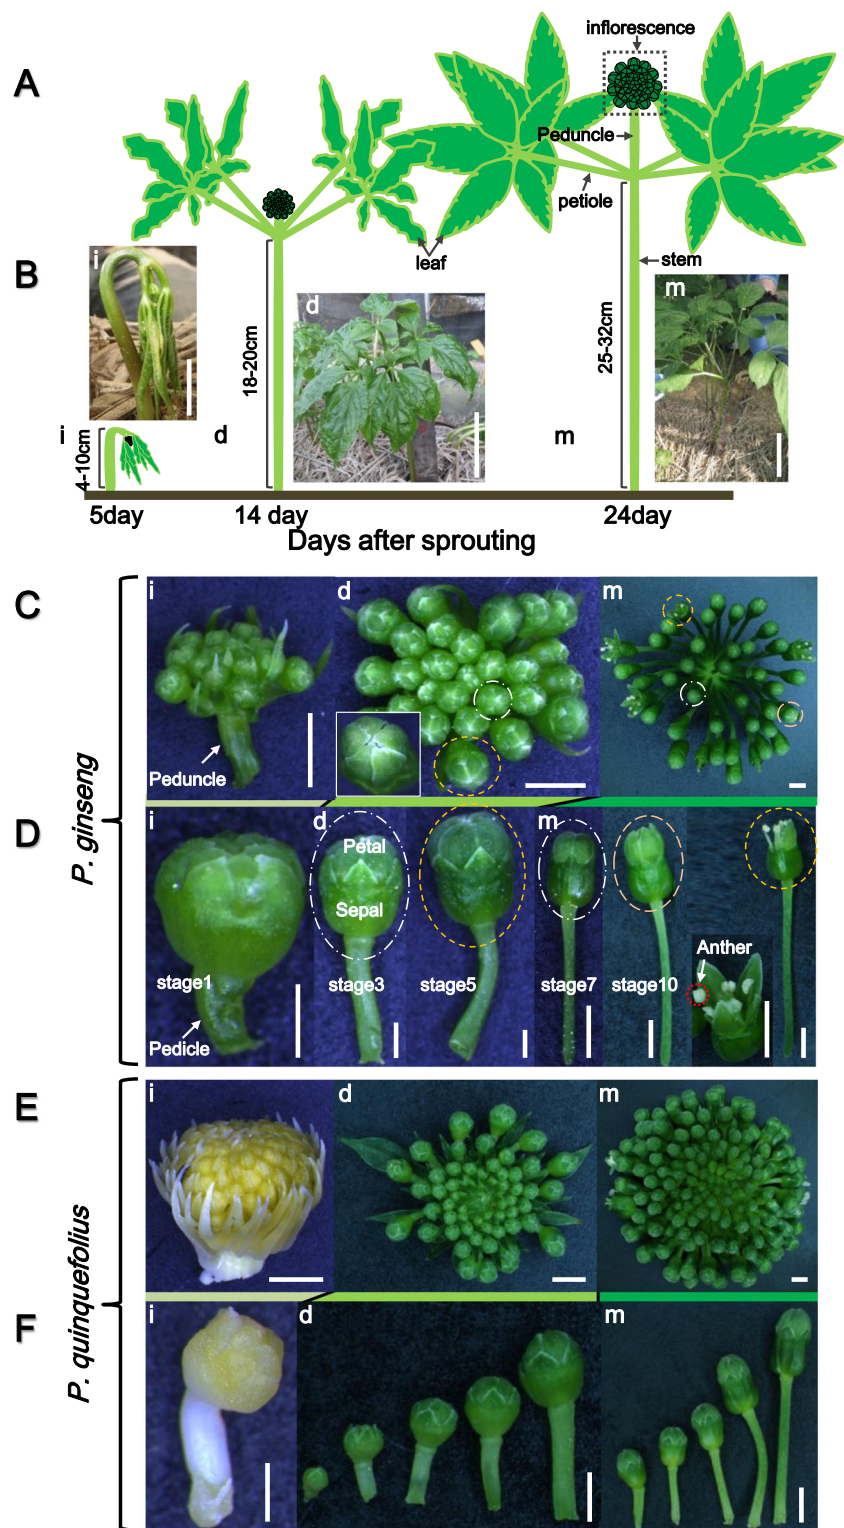 A
inflorescence
Peduncle
petiole
leaf
stem
B
i
d
m
18-20cm
25-32cm
4-10cm
i
d
m
5day
14 day
24day
Days after sprouting
C
i
d
m
Peduncle
P. ginseng
D
i
d
m
Petal
Sepal
Anther
stage1
stage3
stage5
stage7
stage10
Pedicle
E
i
d
m
P. quinquefolius
F
i
d
m